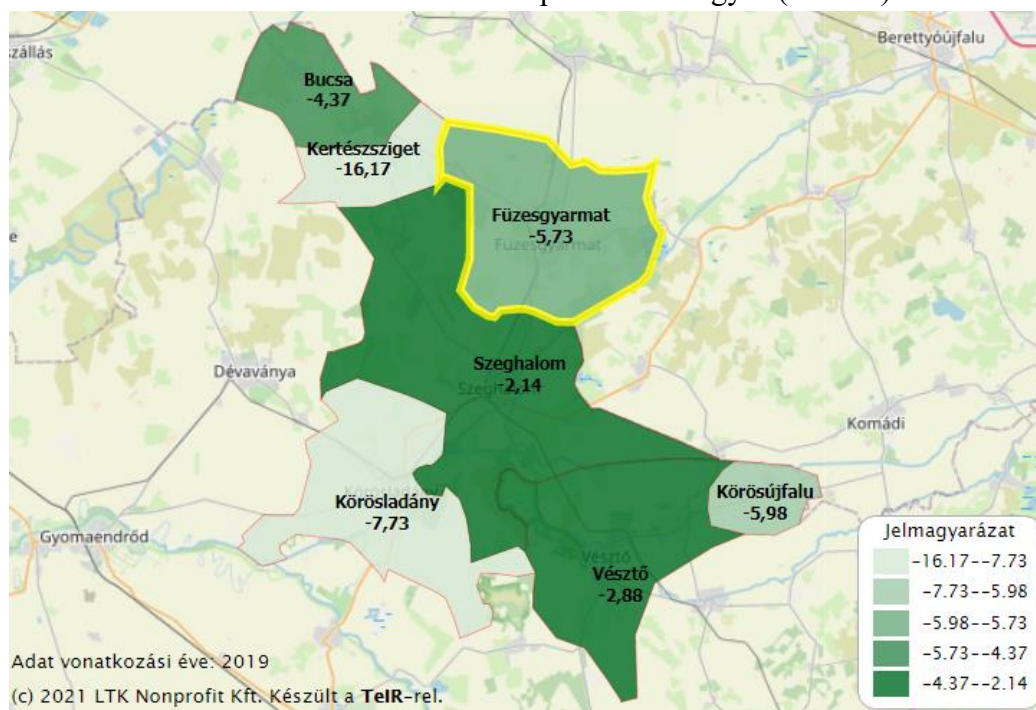 szállás
Berettyóújfalu
Bucsa
-4,37
Kertészsziget
-16,17
Füzesgyarmat
-5,73
Füzesgyarmat
e
Szeghalom
-2,14
Dévaványa
Komádi
Körösladány
-7,73
Körösújfalu
-5,98
Gyomaendrőd
Vésztő
Vésztő
-2,88
Jelmagyarázat
-16.17--7.73
-7.73--5.98
-5.98--5.73
-5.73--4.37
-4.37--2.14
Adat vonatkozási éve: 2019
(c) 2021 LTK Nonprofit Kft. Készült a TeIR-rel.